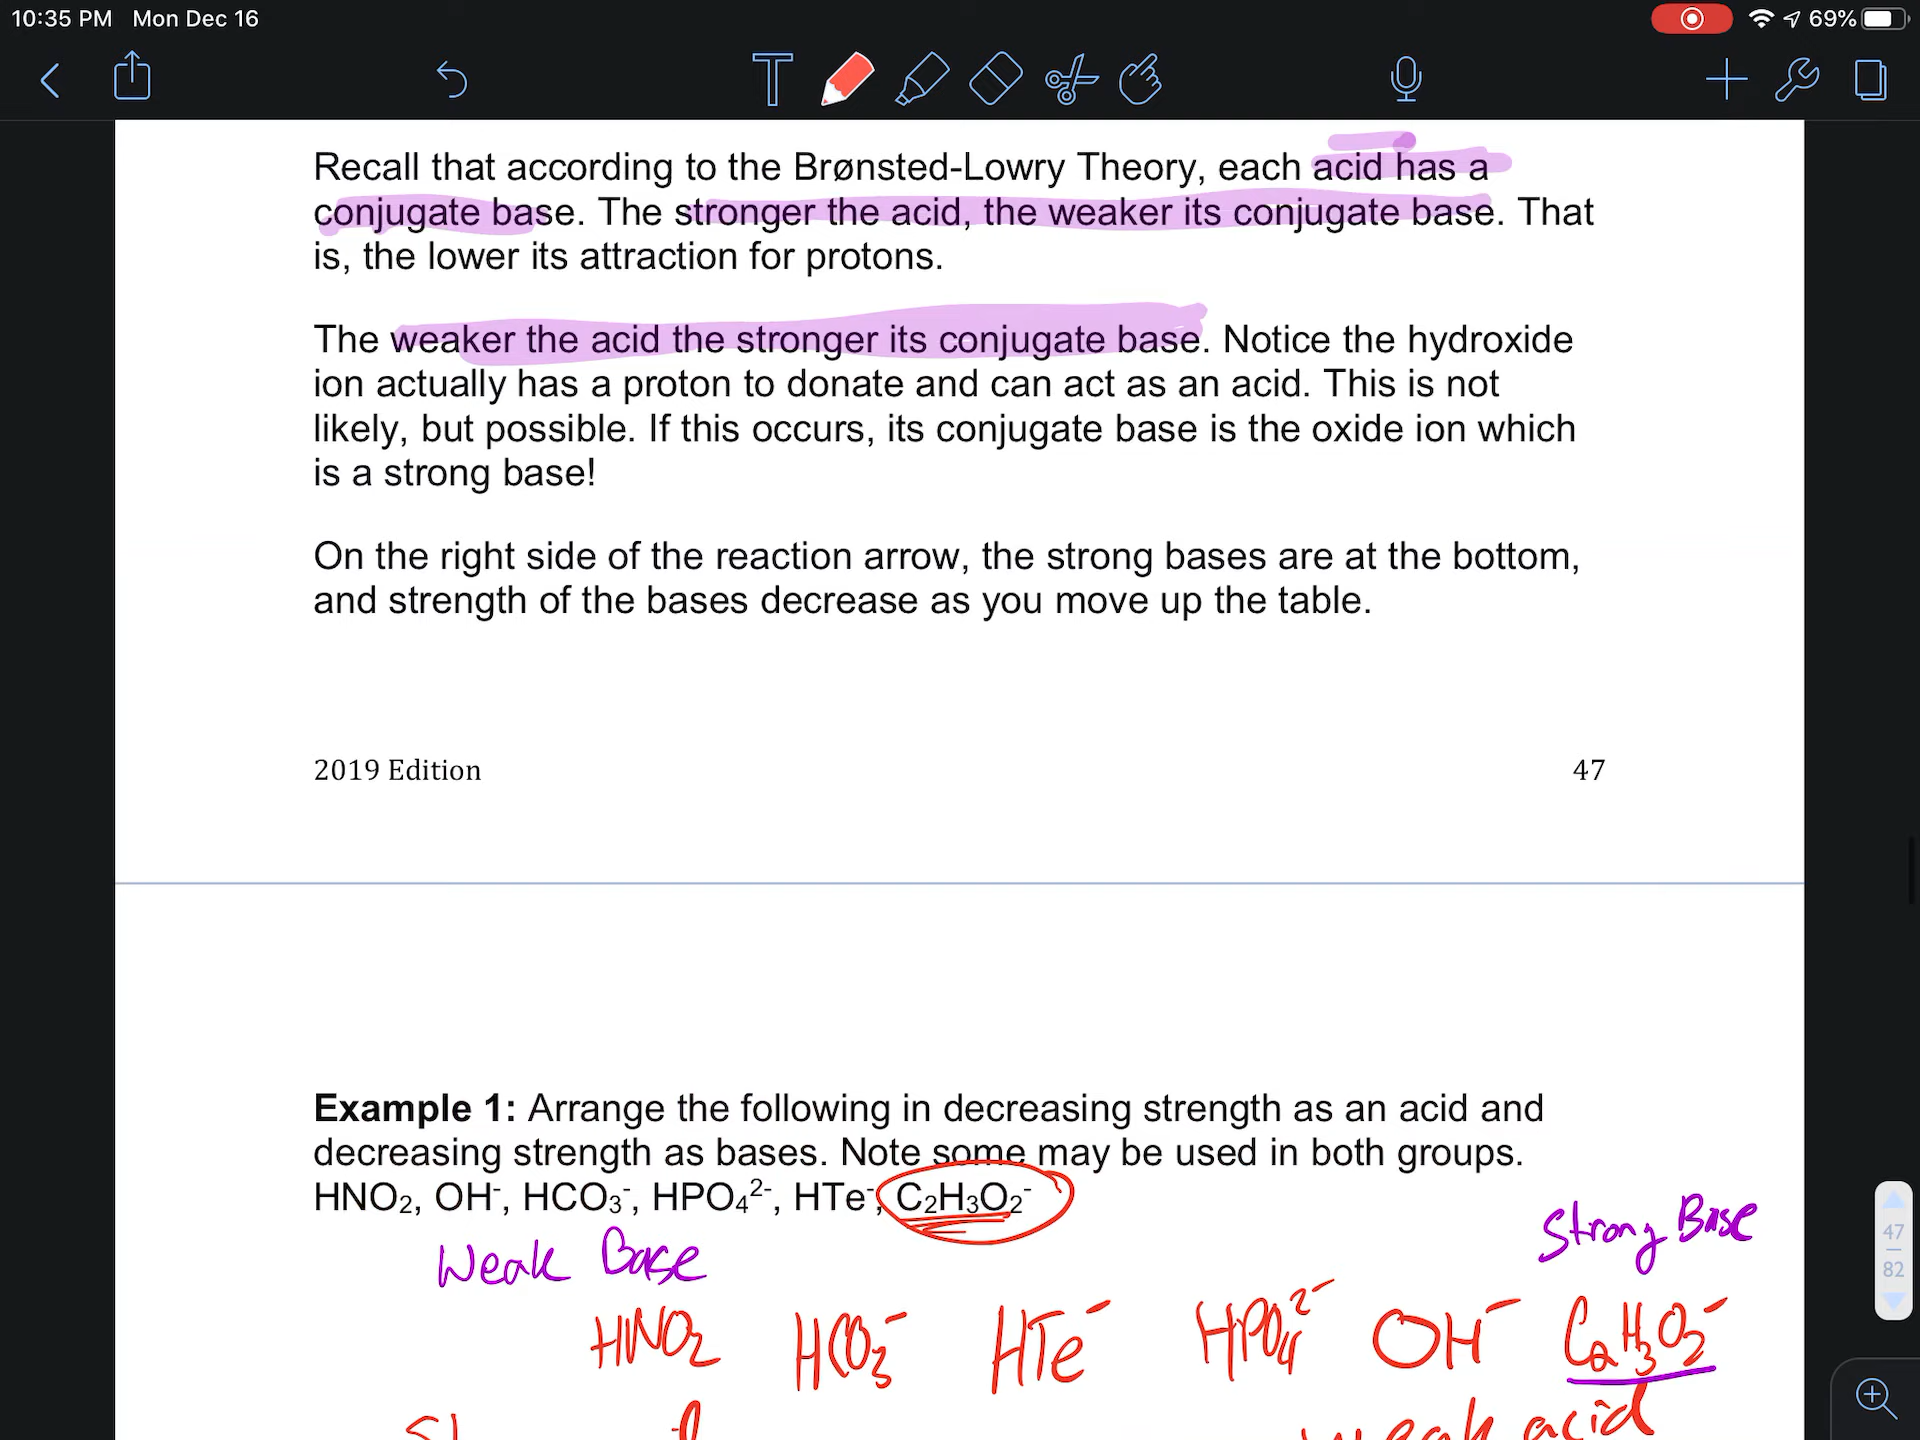 10:35 PM Mon Dec 16
69%
T
Recall that according to the Brønsted-Lowry Theory, each acid has a
conjugate base. The stronger the acid, the weaker its conjugate base. That
is, the lower its attraction for protons.
The weaker the acid the stronger its conjugate base. Notice the hydroxide
ion actually has a proton to donate and can act as an acid. This is not
likely, but possible. If this occurs, its conjugate base is the oxide ion which
is a strong base!
On the right side of the reaction arrow, the strong bases are at the bottom,
and strength of the bases decrease as you move up the table.
2019 Edition 47
Example 1: Arrange the following in decreasing strength as an acid and
decreasing strength as bases. Note some may be used in both groups.
HNO₂, OH⁻, HCO₃⁻, HPO₄²⁻, HTe⁻, C₂H₃O₂⁻
Weak Base Strong Base
HNO₂ HCO₃⁻ HTe⁻ HPO₄²⁻ OH⁻ C₂H₃O₂⁻
weak acid
47
82